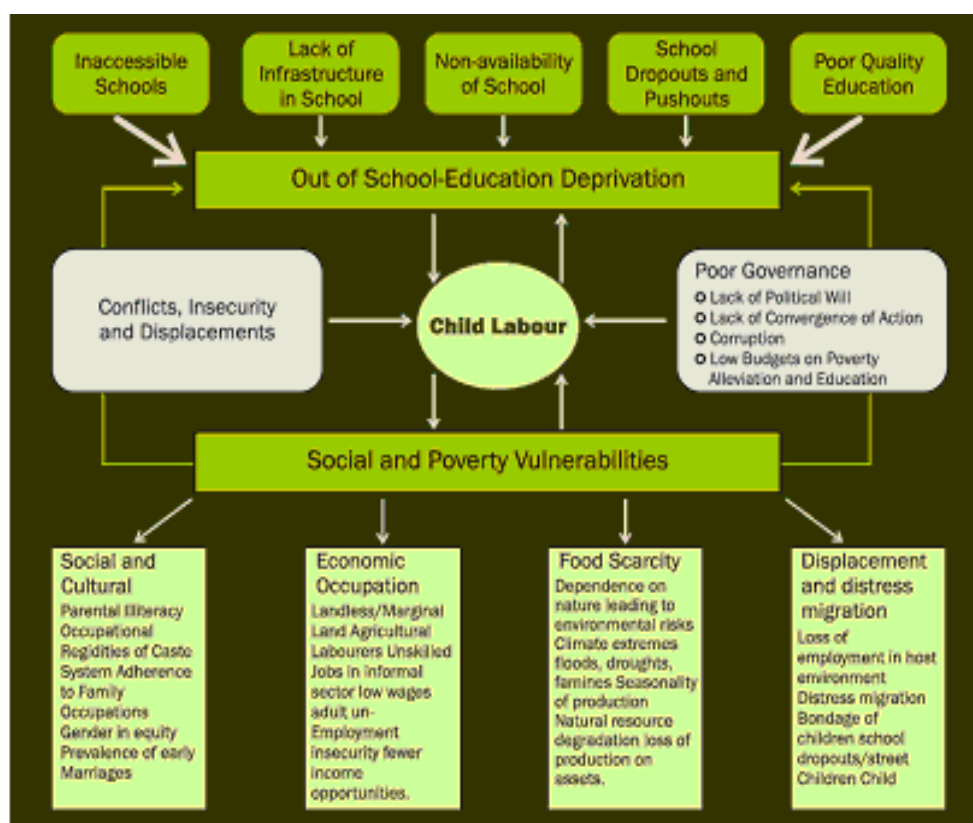 Inaccessible
Schools
Lack of
Infrastructure
in School
Non-availability
of School
School
Dropouts and
Pushouts
Poor Quality
Education
Out of School-Education Deprivation
Conflicts, Insecurity
and Displacements
Child Labour
Poor Governance
Lack of Political Will
Lack of Convergence of Action
Corruption
Low Budgets on Poverty
Alleviation and Education
Social and Poverty Vulnerabilities
Social and
Cultural
Parental Illiteracy
Occupational
Regidities of Caste
System Adherence
to Family
Occupations
Gender in equity
Prevalence of early
Marriages
Economic
Occupation
Landless/Marginal
Land Agricultural
Labourers Unskilled
Jobs in informal
sector low wages
adult un-
Employment
insecurity fewer
income
opportunities.
Food Scarcity
Dependence on
nature leading to
environmental risks
Climate extremes
floods, droughts,
famines Seasonality
of production
Natural resource
degradation loss of
production on
assets.
Displacement
and distress
migration
Loss of
employment in host
environment
Distress migration
Bondage of
children school
dropouts/street
Children Child